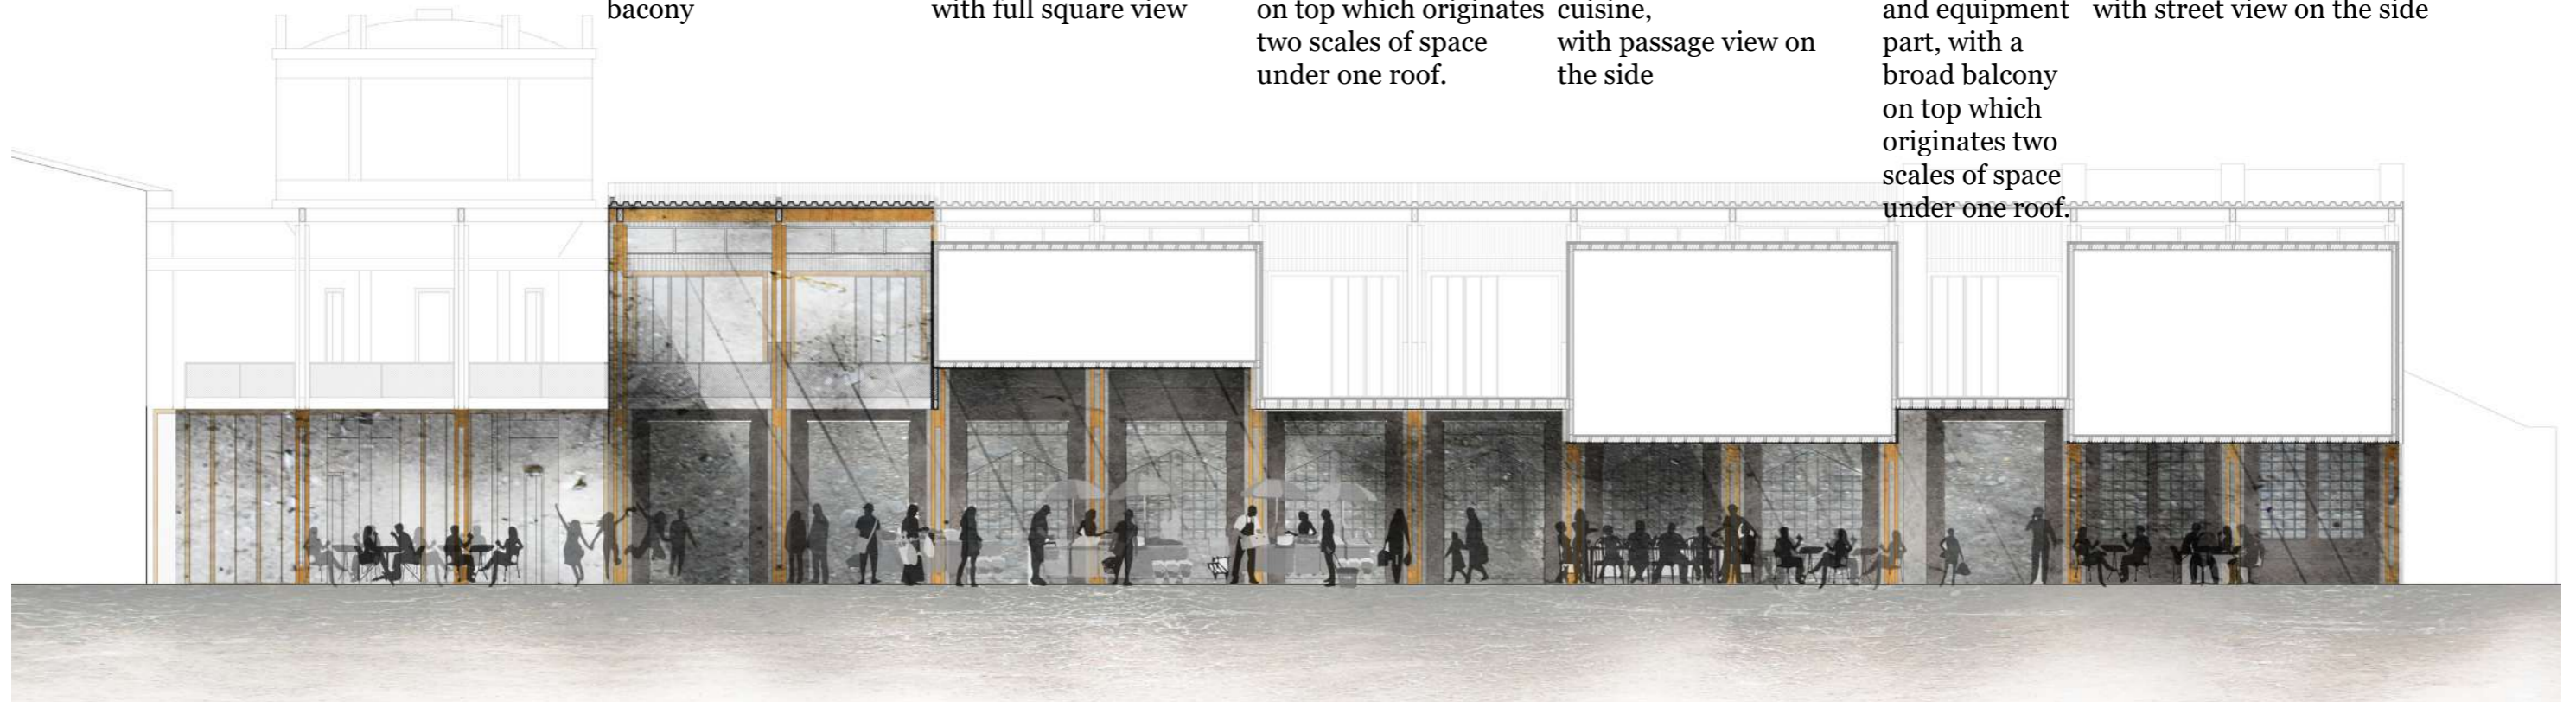 bacony
with full square view
on top which originates
two scales of space
under one roof.
cuisine,
with passage view on
the side
and equipment
part, with a
broad balcony
on top which
originates two
scales of space
under one roof.
with street view on the side